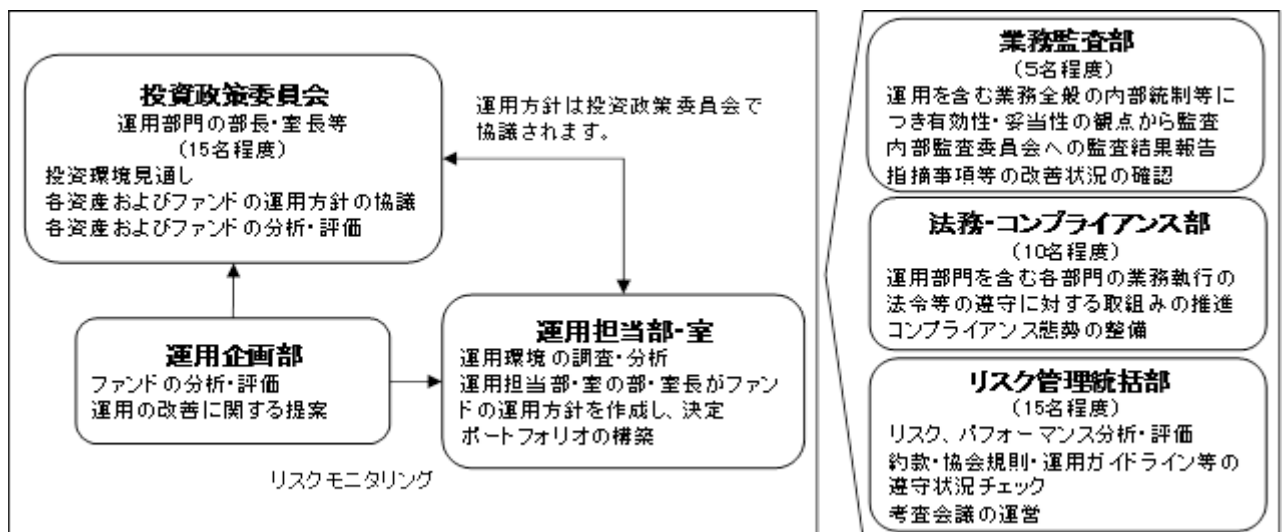 投資政策委員会
運用部門の部長・室長等
(15名程度)
投資環境見通し
各資産およびファンドの運用方針の協議
各資産およびファンドの分析・評価
運用方針は投資政策委員会で
協議されます。
運用企画部
ファンドの分析・評価
運用の改善に関する提案
運用担当部-室
運用環境の調査・分析
運用担当部・室の部・室長がファン
ドの運用方針を作成し、決定
ポートフォリオの構築
リスクモニタリング
業務監査部
(5名程度)
運用を含む業務全般の内部統制等に
つき有効性・妥当性の観点から監査
内部監査委員会への監査結果報告
指摘事項等の改善状況の確認
法務-コンプライアンス部
(10名程度)
運用部門を含む各部門の業務執行の
法令等の遵守に対する取組みの推進
コンプライアンス態勢の整備
リスク管理統括部
(15名程度)
リスク、パフォーマンス分析・評価
約款・協会規則・運用ガイドライン等の
遵守状況チェック
考査会議の運営